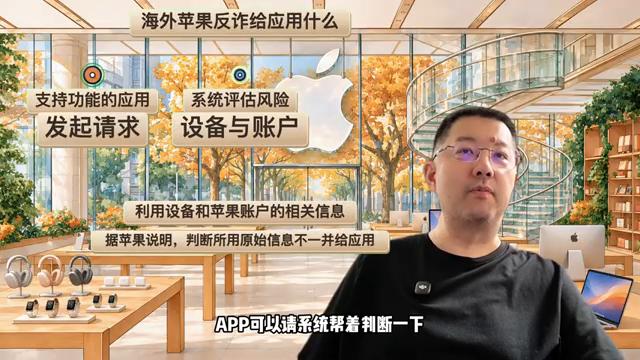 海外苹果反诈给应用什么
支持功能的应用
发起请求
系统评估风险
设备与账户
利用设备和苹果账户的相关信息
据苹果说明，判断所用原始信息不一并给应用
APP可以请系统帮着判断一下